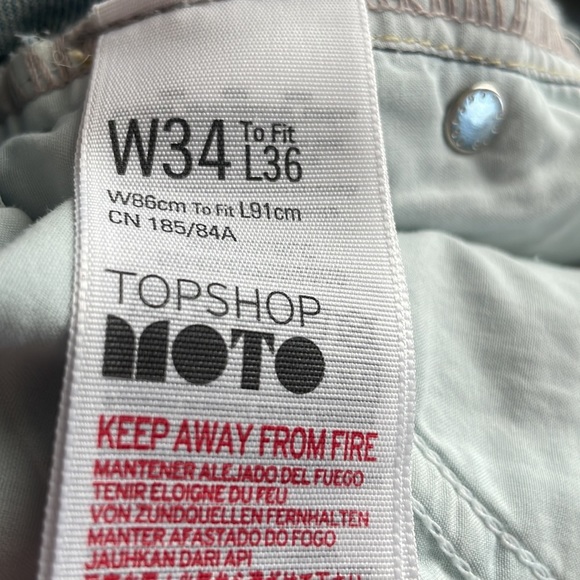 W34 To Fit L36
W86cm To Fit L91cm
CN 185/84A
TOPSHOP
MOTO
KEEP AWAY FROM FIRE
MANTENER ALEJADO DEL FUEGO
TENIR ELOIGNE DU FEU
VON ZUNDQUELLEN FERNHALTEN
MANTER AFASTADO DO FOGO
JAUHKAN DARI API